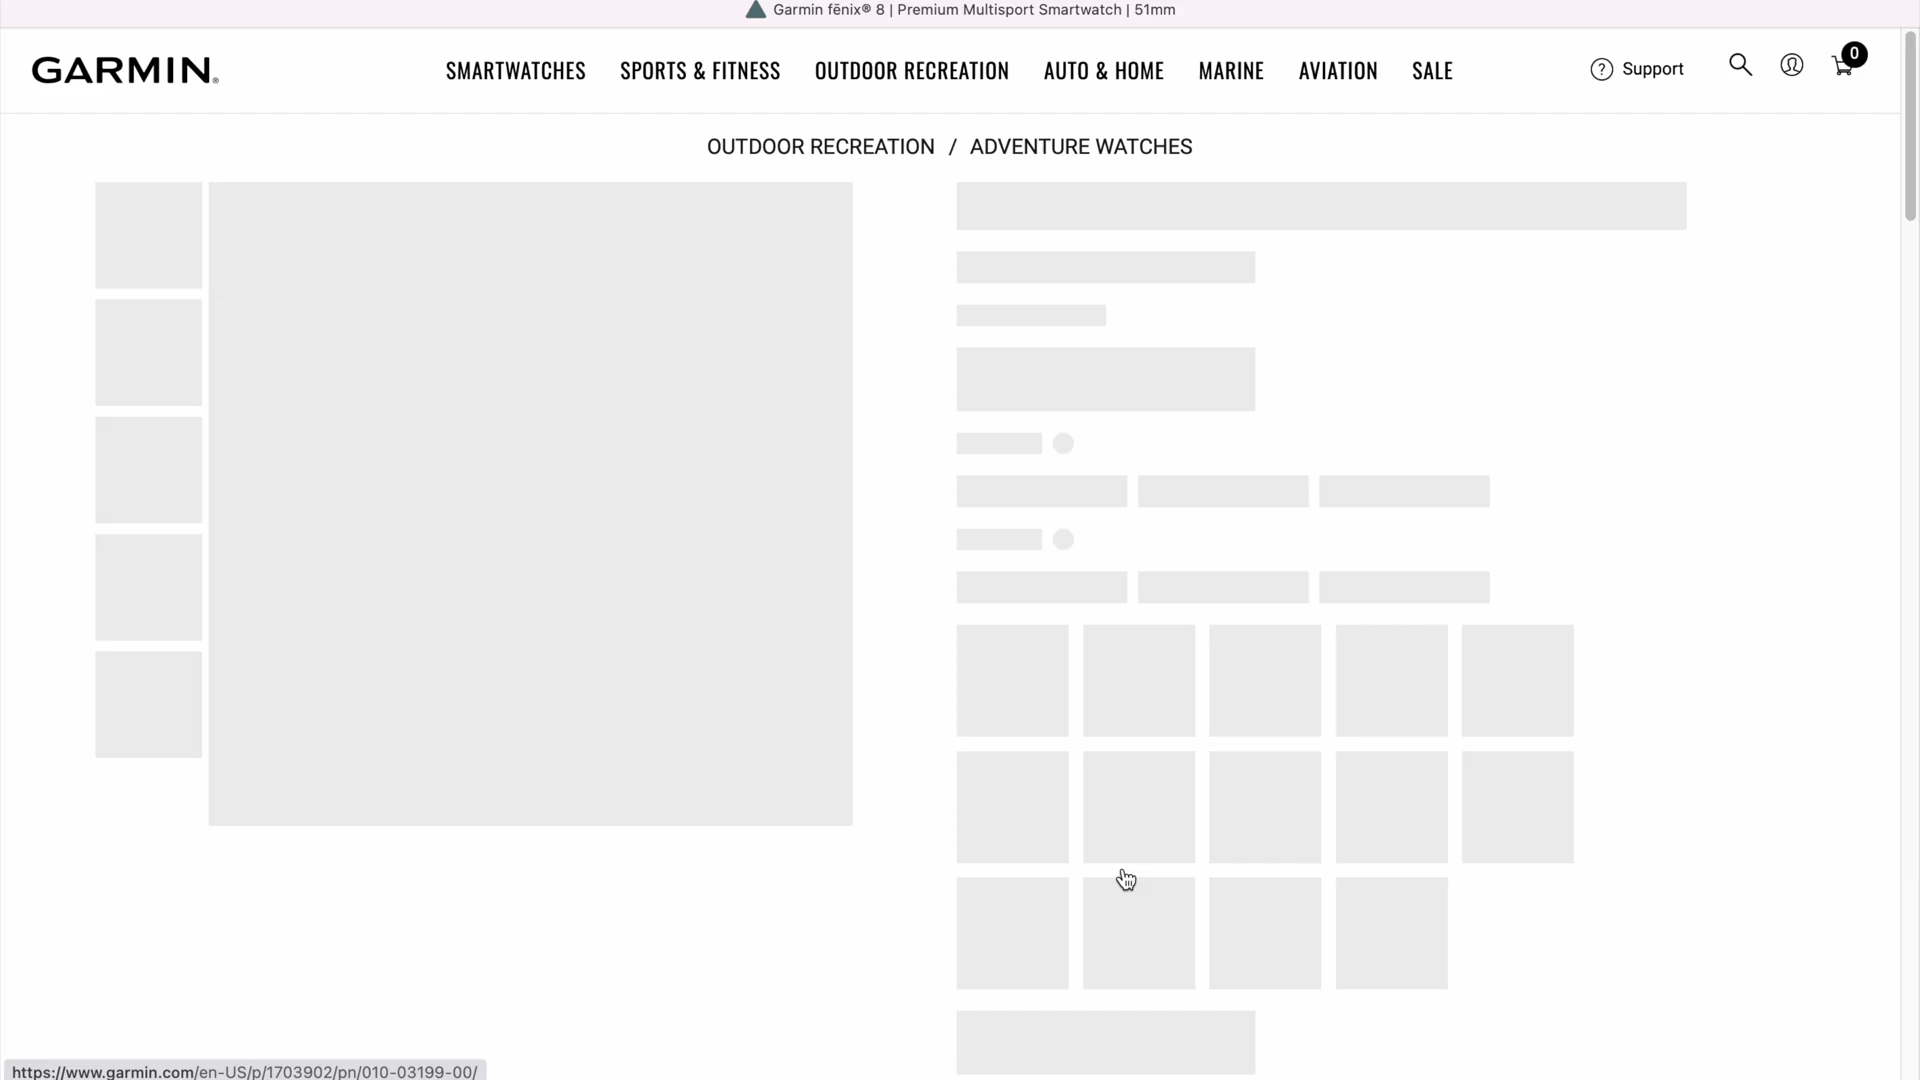 Garmin fēnix® 8 | Premium Multisport Smartwatch | 51mm
GARMIN®
SMARTWATCHES
SPORTS & FITNESS
OUTDOOR RECREATION
AUTO & HOME
MARINE
AVIATION
SALE
? Support
0
OUTDOOR RECREATION / ADVENTURE WATCHES
https://www.garmin.com/en-US/p/1703902/pn/010-03199-00/